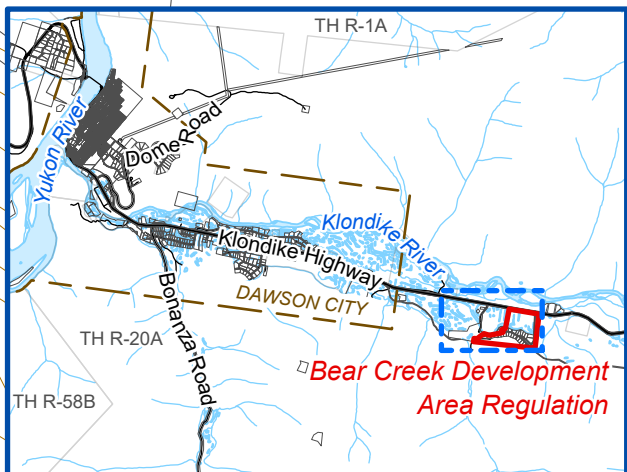 TH R-1A
Yukon River
Dome Road
Klondike River
Klondike Highway
DAWSON CITY
Bonanza Road
TH R-20A
TH R-58B
Bear Creek Development
Area Regulation